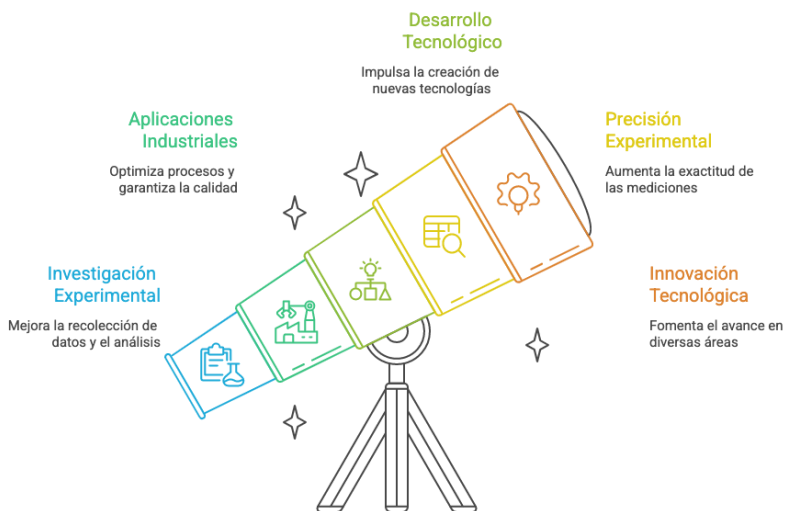 Desarrollo
Tecnológico
Impulsa la creación de
nuevas tecnologías
Aplicaciones
Industriales
Optimiza procesos y
garantiza la calidad
Precisión
Experimental
Aumenta la exactitud de
las mediciones
Investigación
Experimental
Mejora la recolección de
datos y el análisis
Innovación
Tecnológica
Fomenta el avance en
diversas áreas